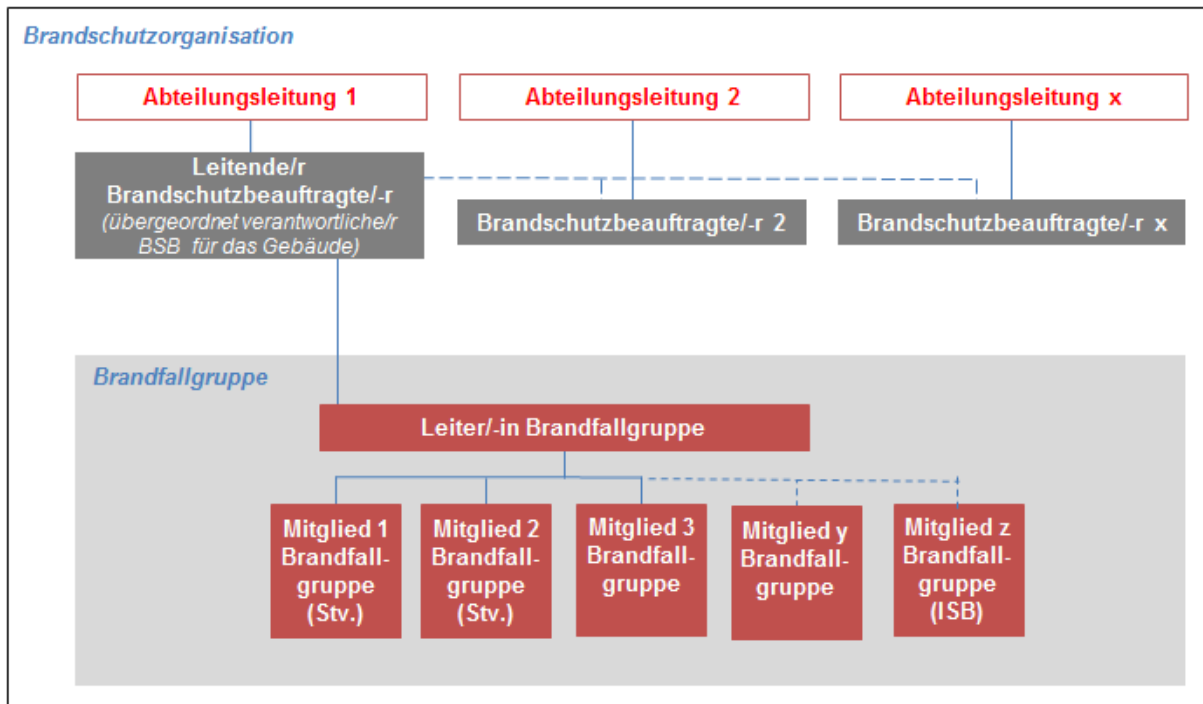 Brandschutzorganisation
Abteilungsleitung 1
Abteilungsleitung 2
Abteilungsleitung x
Leitende/r
Brandschutzbeauftragte/-r
(übergeordnet verantwortliche/r
BSB für das Gebäude)
Brandschutzbeauftragte/-r 2
Brandschutzbeauftragte/-r x
Brandfallgruppe
Leiter/-in Brandfallgruppe
Mitglied 1
Brandfall-
gruppe
(Stv.)
Mitglied 2
Brandfall-
gruppe
(Stv.)
Mitglied 3
Brandfall-
gruppe
Mitglied y
Brandfall-
gruppe
Mitglied z
Brandfall-
gruppe
(ISB)